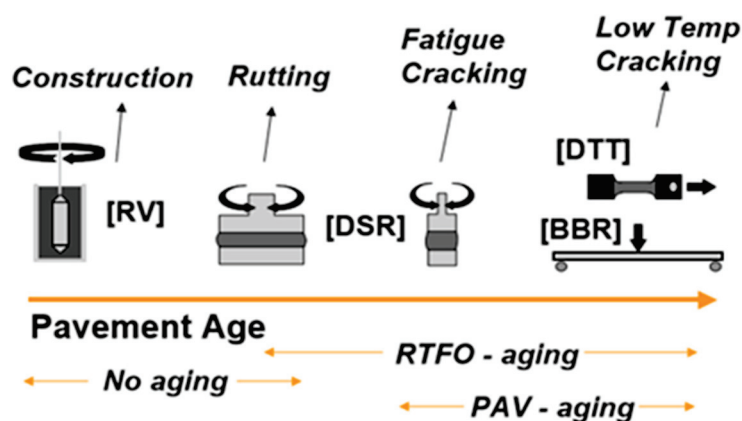 Construction
Rutting
Fatigue
Cracking
Low Temp
Cracking
[RV]
[DSR]
[DTT]
[BBR]
Pavement Age
No aging
RTFO - aging
PAV - aging